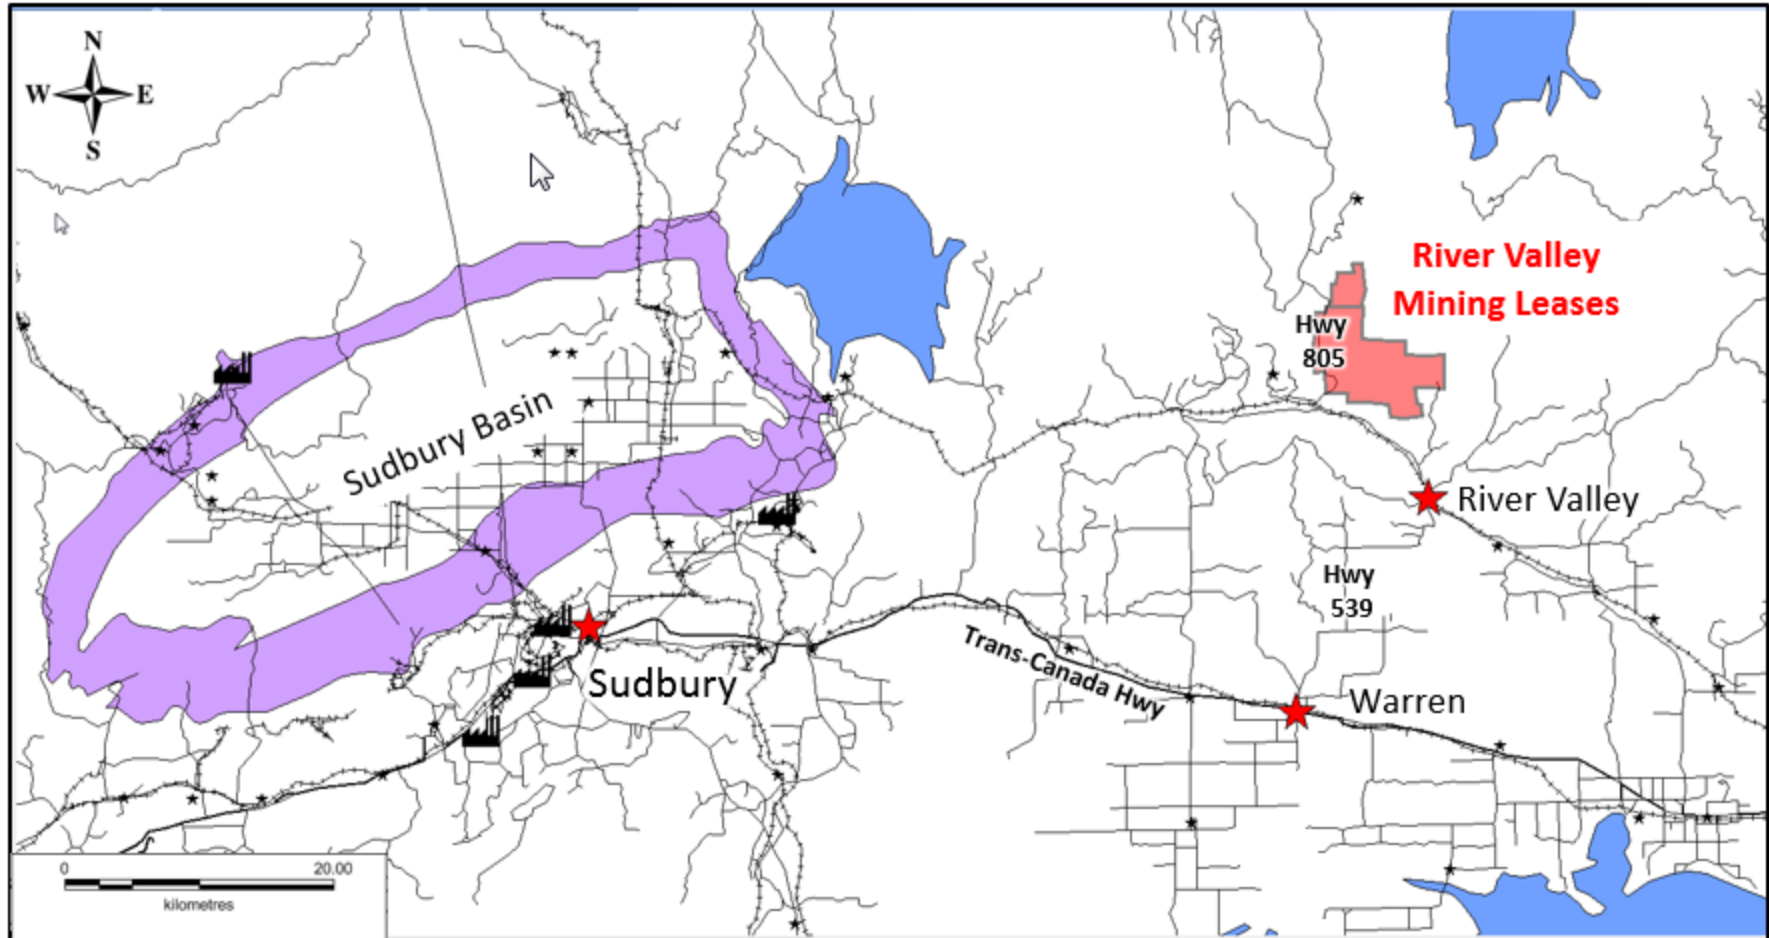 N
W E
S
River Valley
Mining Leases
Hwy
805
Sudbury Basin
River Valley
Hwy
539
Trans-Canada Hwy
Sudbury
Warren
0 20.00
kilometres